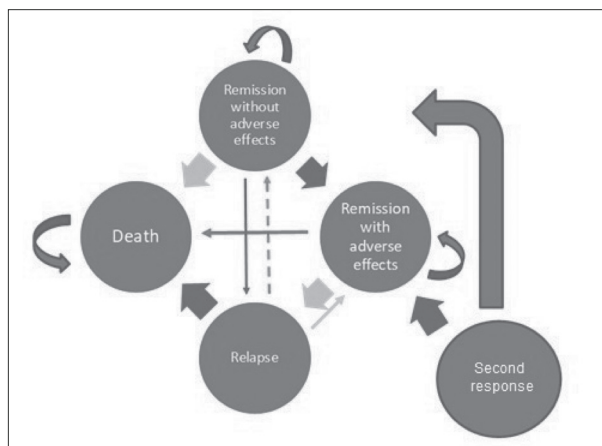 Remission
without
adverse
effects
Death
Remission
with
adverse
effects
Relapse
Second
response